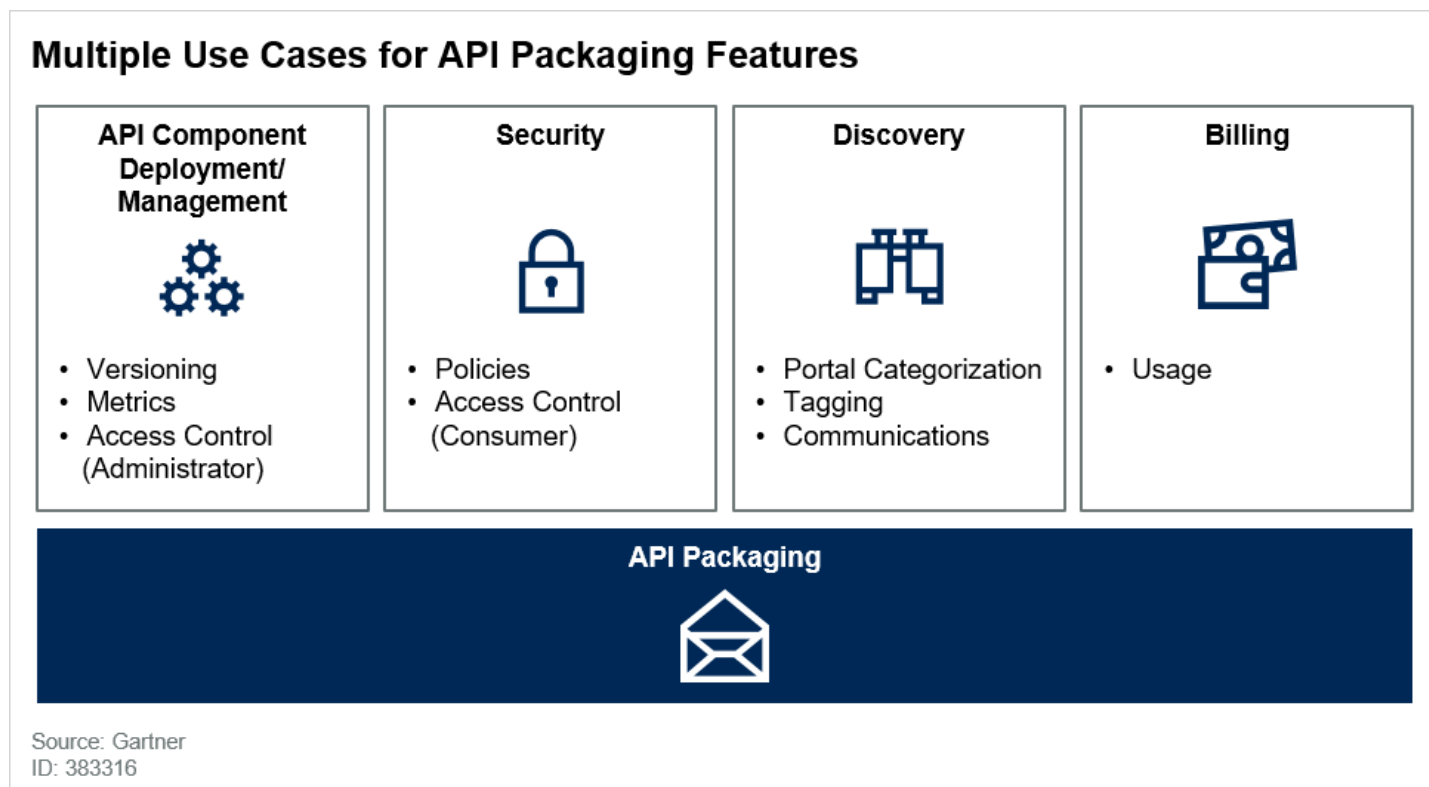 Multiple Use Cases for API Packaging Features
API Component
Deployment/
Management
• Versioning
• Metrics
• Access Control
(Administrator)
Security
• Policies
• Access Control
(Consumer)
Discovery
• Portal Categorization
• Tagging
• Communications
Billing
• Usage
API Packaging
Source: Gartner
ID: 383316